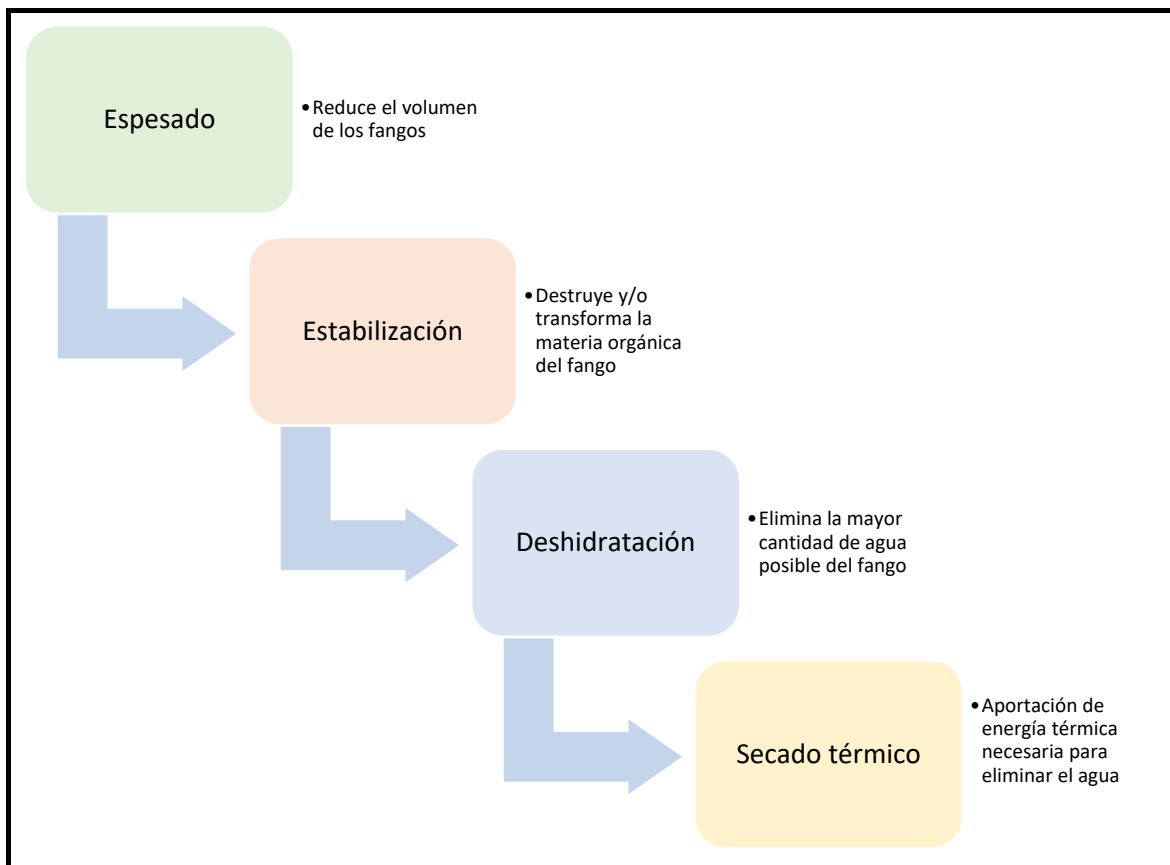 Espesado
•Reduce el volumen
de los fangos
Estabilización
•Destruye y/o
transforma la
materia orgánica
del fango
Deshidratación
•Elimina la mayor
cantidad de agua
posible del fango
Secado térmico
•Aportación de
energía térmica
necesaria para
eliminar el agua